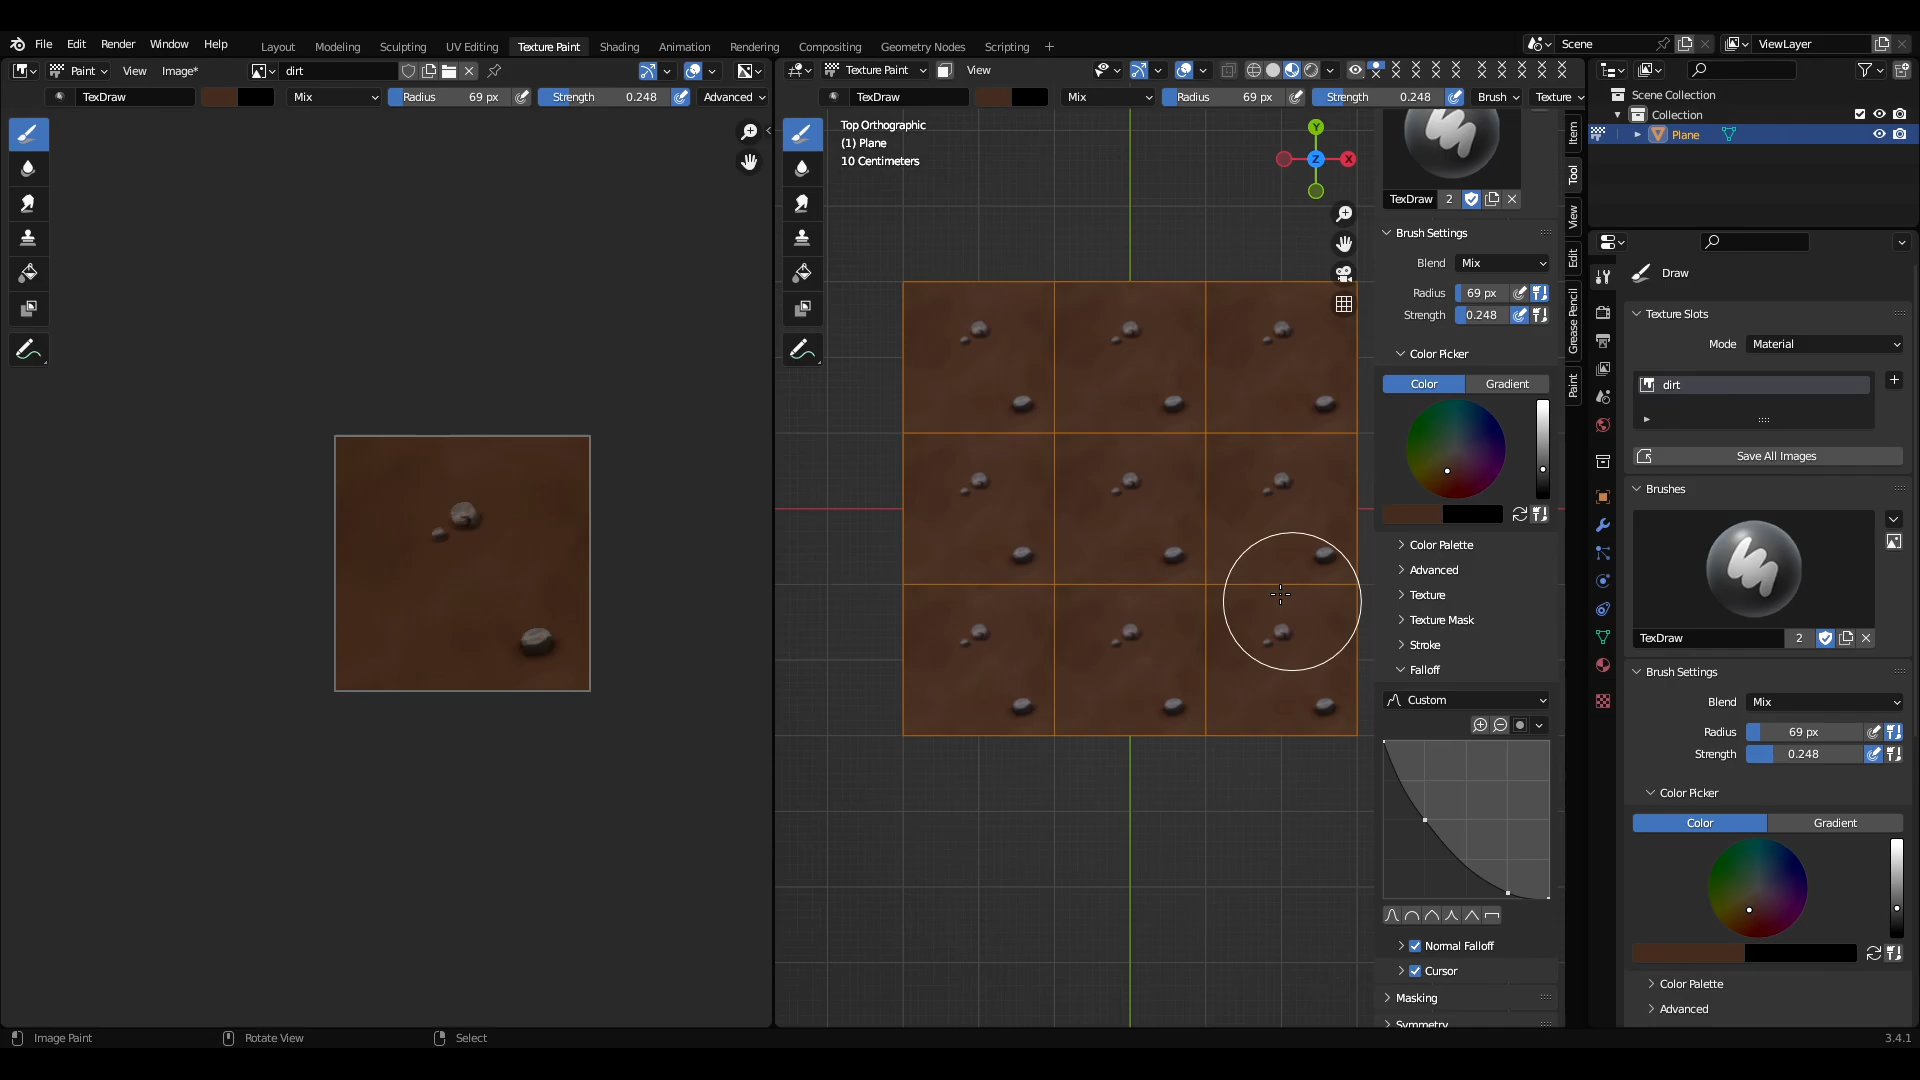 File Edit Render Window Help Layout Modeling Sculpting UV Editing Texture Paint Shading Animation Rendering Compositing Geometry Nodes Scripting + Scene ViewLayer
Paint View Image* dirt Texture Paint View
TexDraw Mix Radius 69 px Strength 0.248 Advanced TexDraw Mix Radius 69 px Strength 0.248 Brush Texture
Scene Collection
Collection
Plane
Top Orthographic
(1) Plane
10 Centimeters
Y
Z
X
Item
Tool
View
Edit
Grease Pencil
Paint
TexDraw 2
Brush Settings
Blend Mix
Radius 69 px
Strength 0.248
Color Picker
Color Gradient
Color Palette
Advanced
Texture
Texture Mask
Stroke
Falloff
Custom
Normal Falloff
Cursor
Masking
Symmetry
Draw
Texture Slots
Mode Material
dirt
Save All Images
Brushes
TexDraw 2
Brush Settings
Blend Mix
Radius 69 px
Strength 0.248
Color Picker
Color Gradient
Color Palette
Advanced
Image Paint Rotate View Select 3.4.1